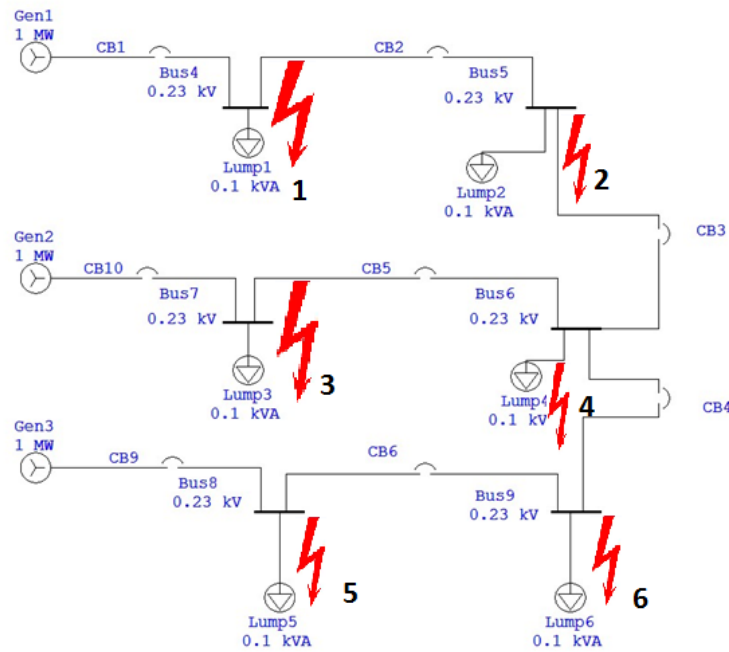 Gen1
1 MW
CB1
CB2
Bus4
0.23 kV
Bus5
0.23 kV
Lump1
0.1 kVA
1
Lump2
0.1 kVA
2
CB3
Gen2
1 MW
CB10
CB5
Bus7
0.23 kV
Bus6
0.23 kV
Lump3
0.1 kVA
3
Lump4
0.1 kV
4
CB4
Gen3
1 MW
CB9
CB6
Bus8
0.23 kV
Bus9
0.23 kV
Lump5
0.1 kVA
5
Lump6
0.1 kVA
6